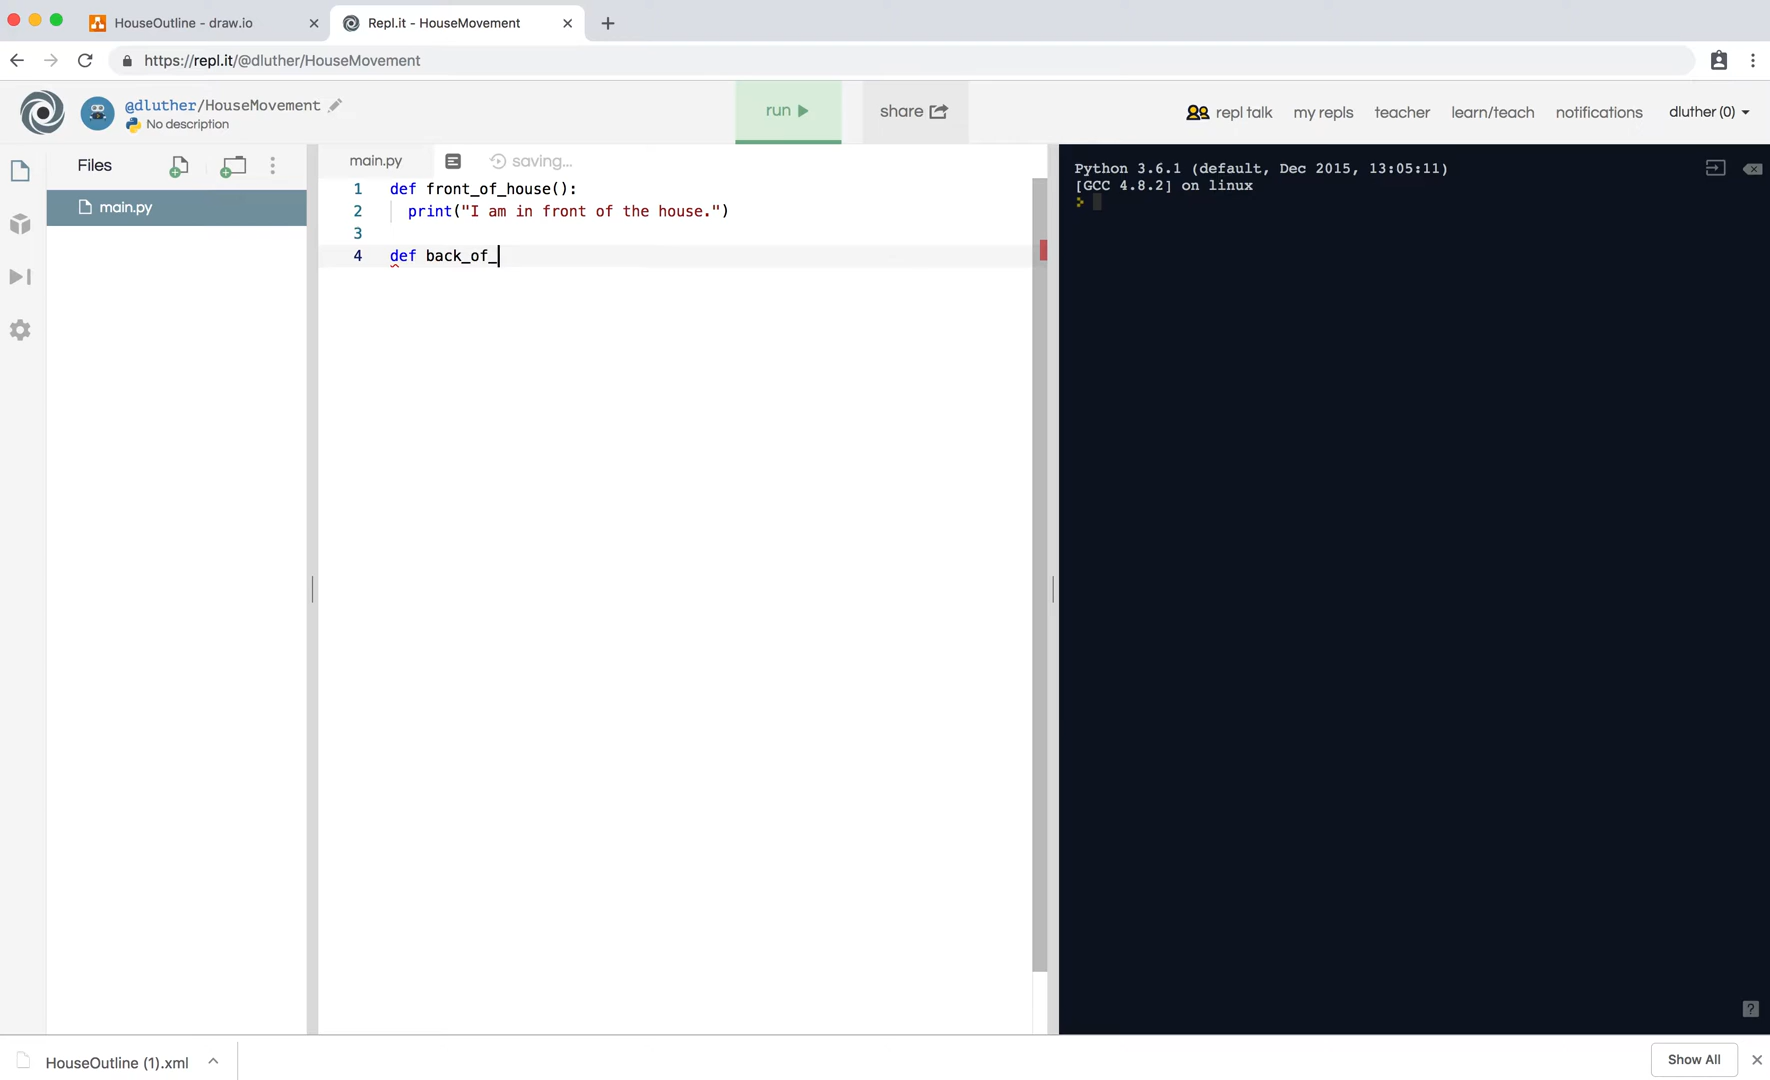 HouseOutline - draw.io
Repl.it - HouseMovement
https://repl.it/@dluther/HouseMovement
@dluther/HouseMovement
No description
run
share
repl talk
my repls
teacher
learn/teach
notifications
dluther (0)
Files
main.py
main.py
saving...
1 def front_of_house():
2 print("I am in front of the house.")
3
4 def back_of_
Python 3.6.1 (default, Dec 2015, 13:05:11)
[GCC 4.8.2] on linux
>
?
HouseOutline (1).xml
Show All